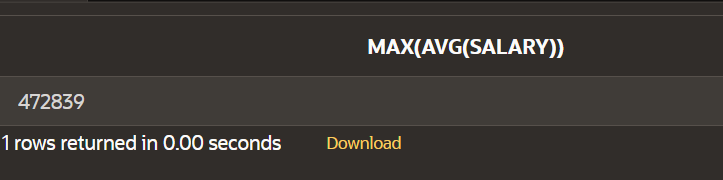 MAX(AVG(SALARY))
472839
1 rows returned in 0.00 seconds Download